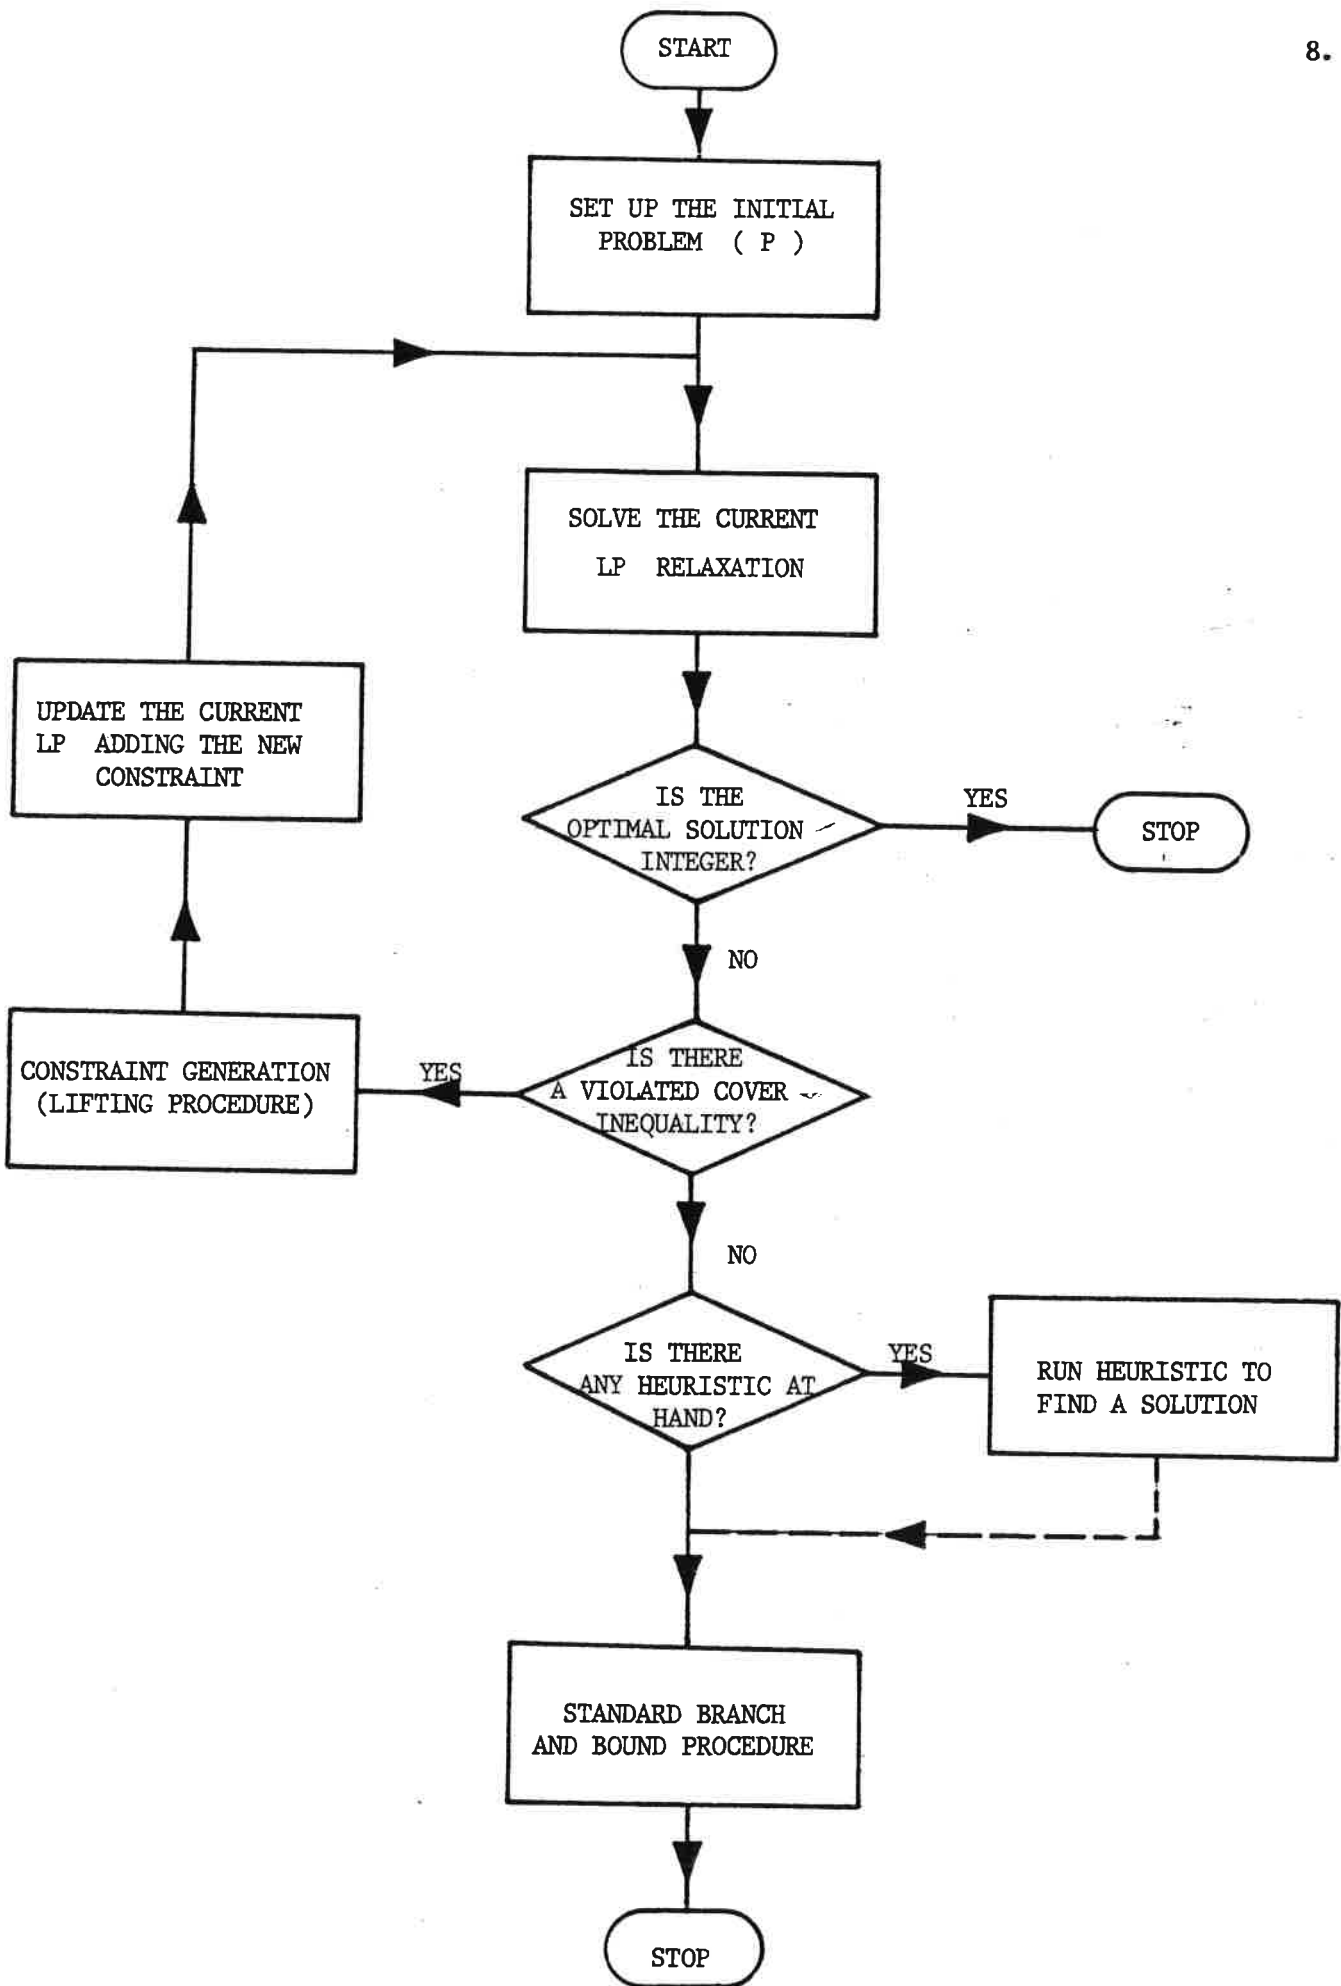 8.
START
SET UP THE INITIAL
PROBLEM ( P )
SOLVE THE CURRENT
LP RELAXATION
UPDATE THE CURRENT
LP ADDING THE NEW
CONSTRAINT
IS THE
OPTIMAL SOLUTION
INTEGER?
YES
STOP
NO
CONSTRAINT GENERATION
(LIFTING PROCEDURE)
YES
IS THERE
A VIOLATED COVER
INEQUALITY?
NO
IS THERE
ANY HEURISTIC AT
HAND?
YES
RUN HEURISTIC TO
FIND A SOLUTION
STANDARD BRANCH
AND BOUND PROCEDURE
STOP